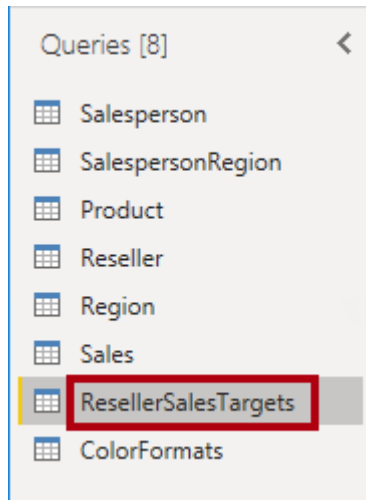 Queries [8]
Salesperson
SalespersonRegion
Product
Reseller
Region
Sales
ResellerSalesTargets
ColorFormats